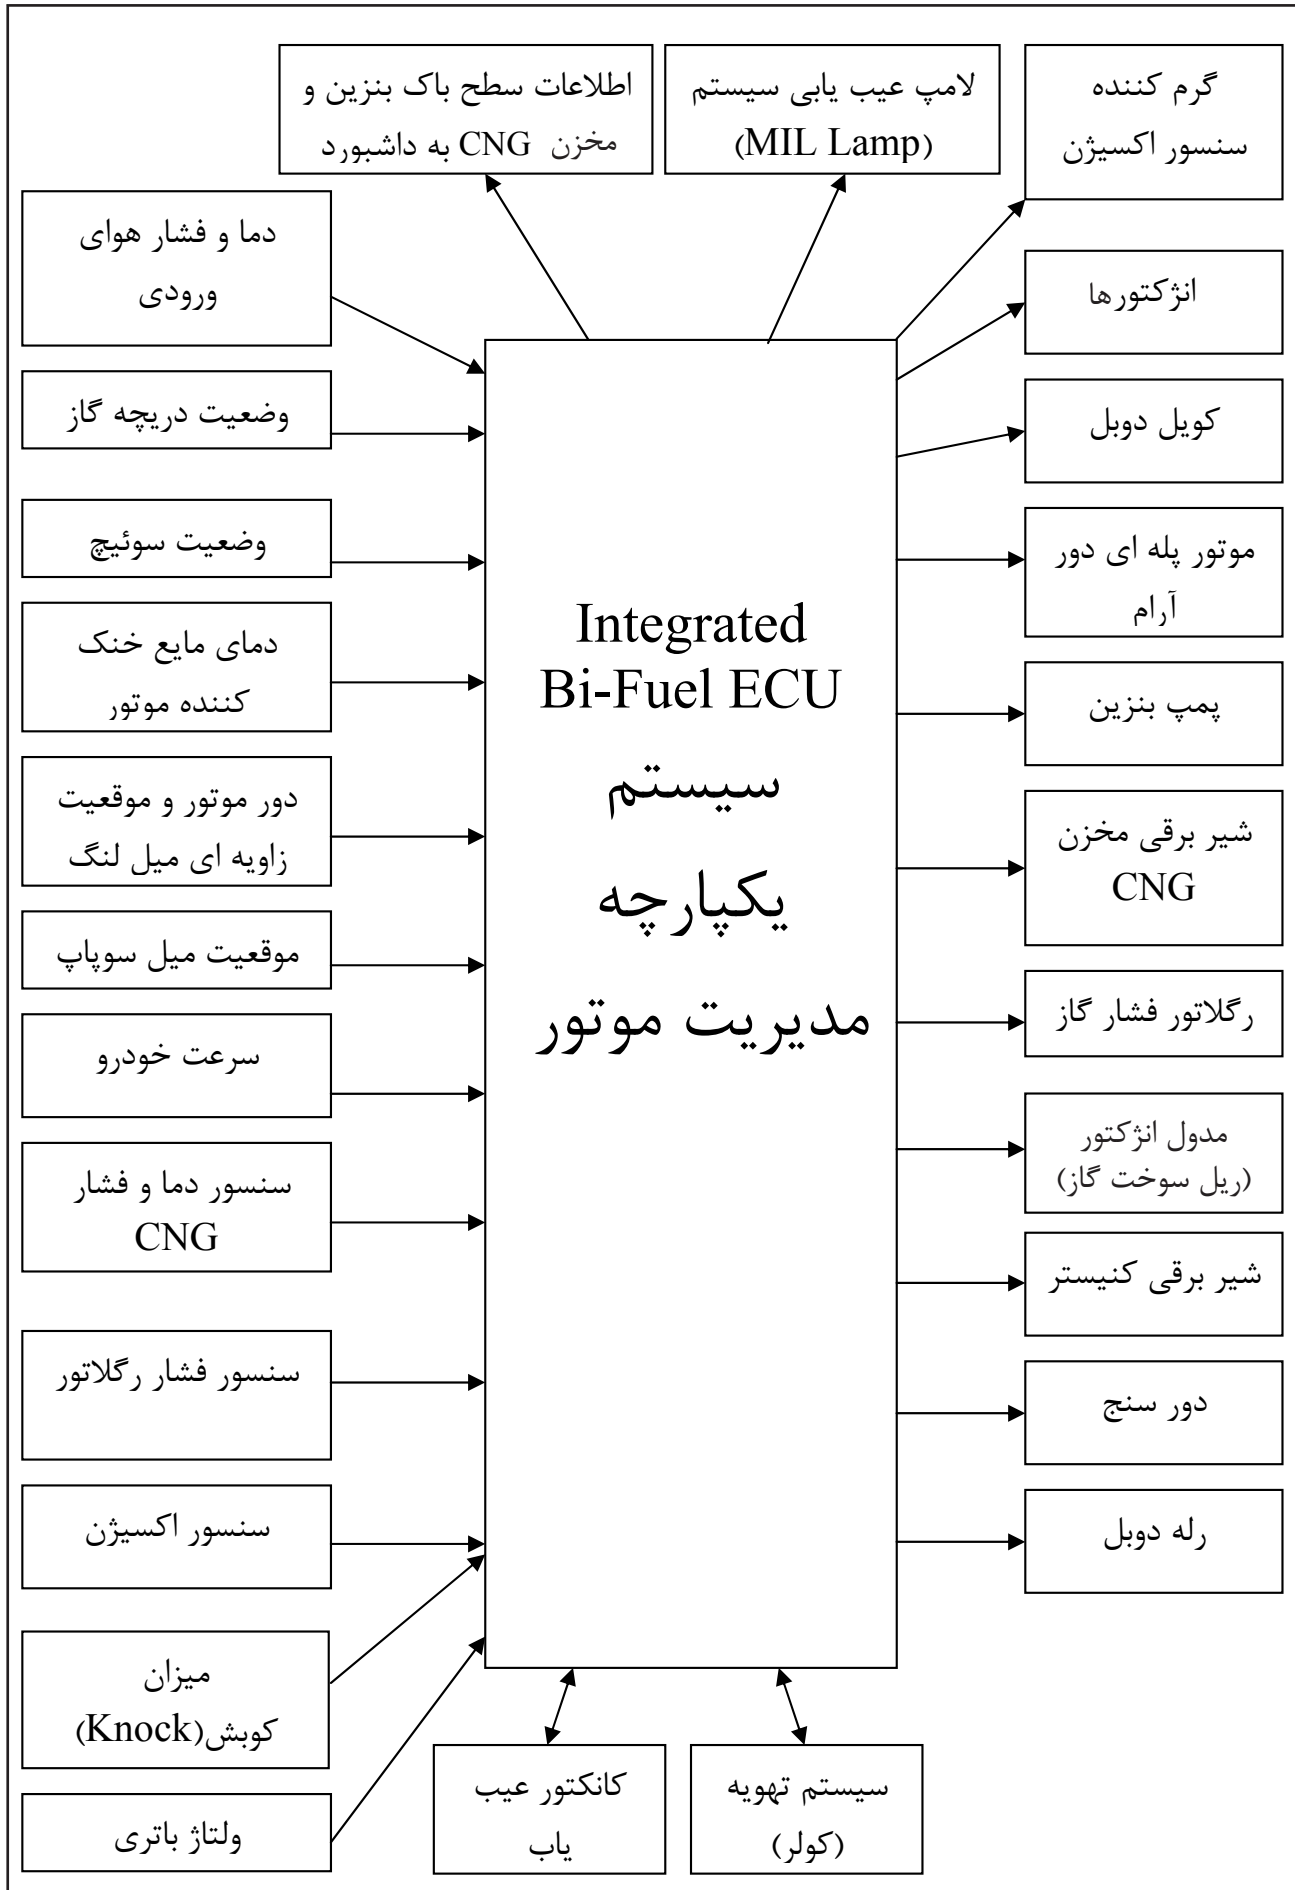 اطلاعات سطح باک بنزین و
مخزن CNG به داشبورد
لامپ عیب یابی سیستم
(MIL Lamp)
گرم کننده
سنسور اکسیژن
دما و فشار هوای
ورودی
وضعیت دریچه گاز
وضعیت سوئیچ
دمای مایع خنک
کننده موتور
دور موتور و موقعیت
زاویه ای میل لنگ
موقعیت میل سوپاپ
سرعت خودرو
سنسور دما و فشار
CNG
سنسور فشار رگلاتور
سنسور اکسیژن
میزان
کوبش(Knock)
ولتاژ باتری
Integrated
Bi-Fuel ECU
سیستم
یکپارچه
مدیریت موتور
انژکتورها
کویل دوبل
موتور پله ای دور
آرام
پمپ بنزین
شیر برقی مخزن
CNG
رگلاتور فشار گاز
مدول انژکتور
(ریل سوخت گاز)
شیر برقی کنیستر
دور سنج
رله دوبل
کانکتور عیب
یاب
سیستم تهویه
(کولر)